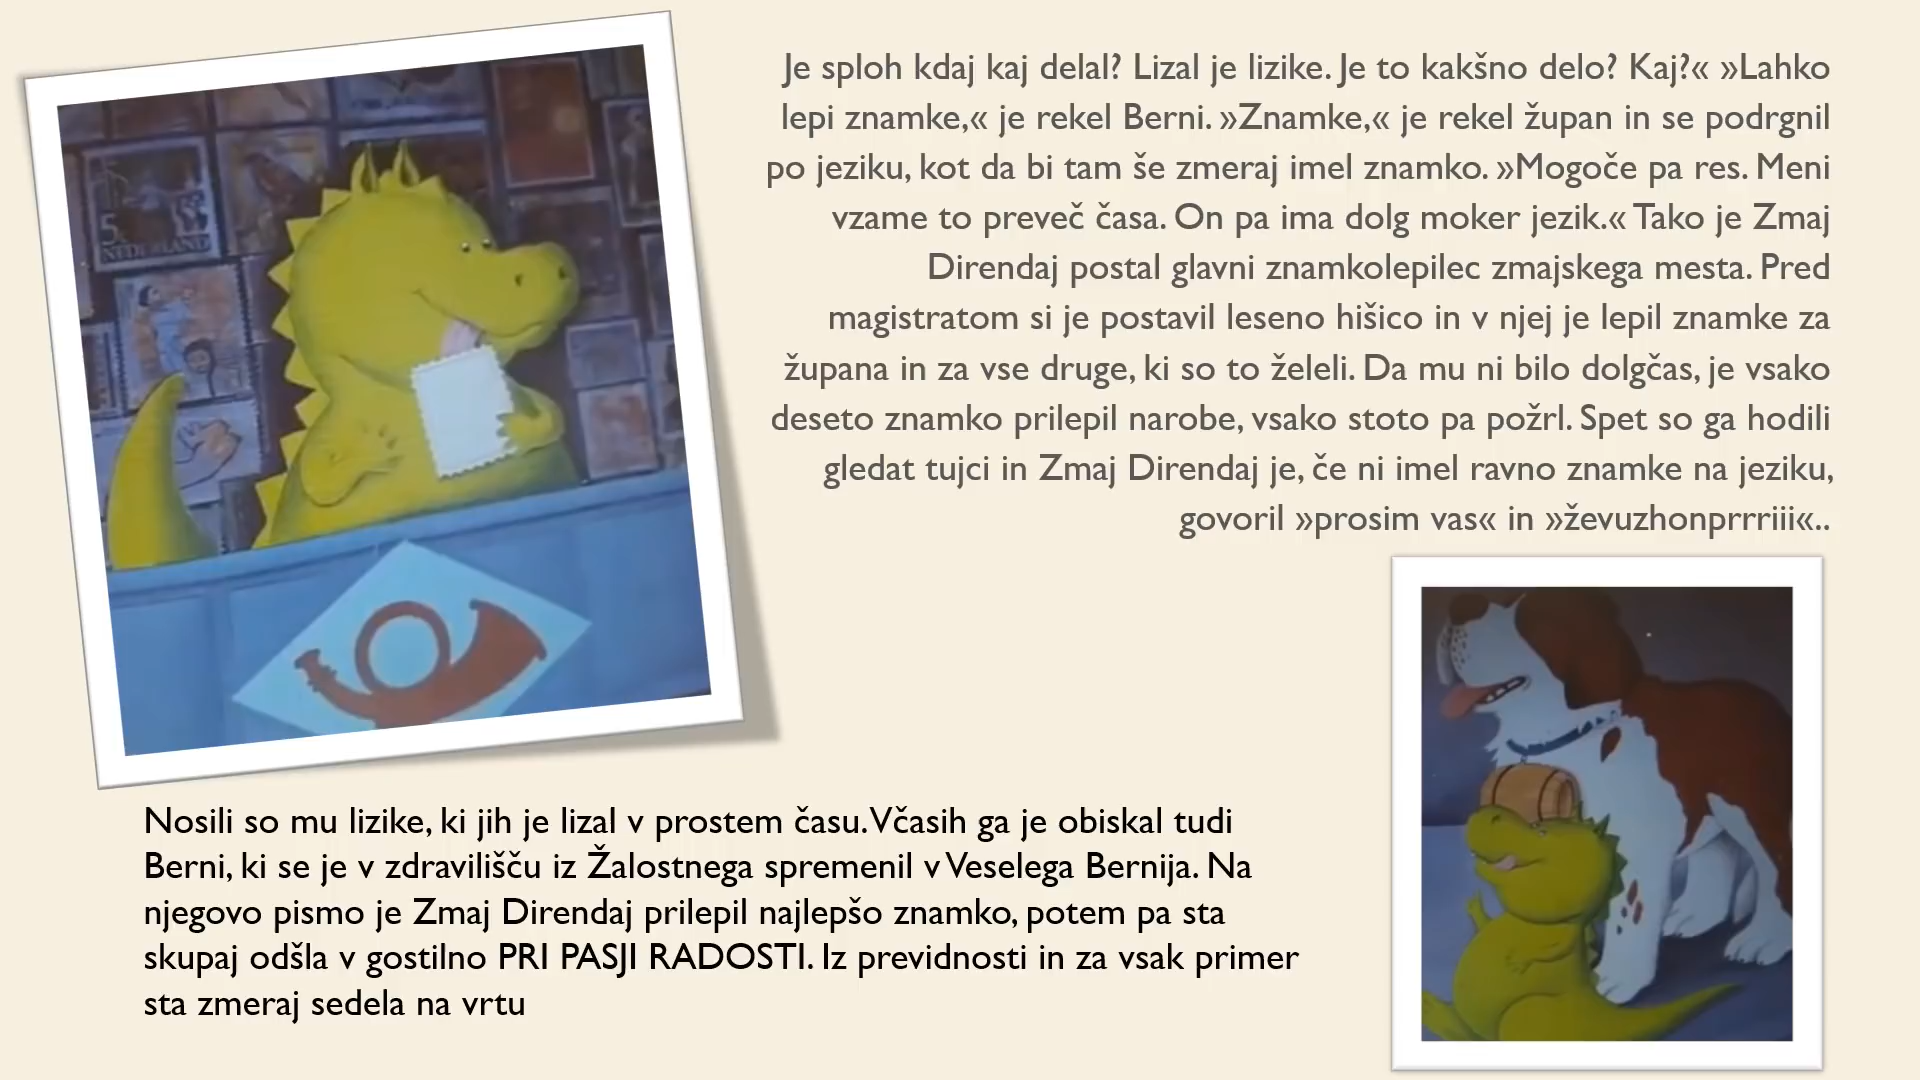 Je sploh kdaj kaj delal? Lizal je lizike. Je to kakšno delo? Kaj?« »Lahko
lepi znamke,« je rekel Berni. »Znamke,« je rekel župan in se podrgnil
po jeziku, kot da bi tam še zmeraj imel znamko. »Mogoče pa res. Meni
vzame to preveč časa. On pa ima dolg moker jezik.« Tako je Zmaj
Direndaj postal glavni znamkolepilec zmajskega mesta. Pred
magistratom si je postavil leseno hišico in v njej je lepil znamke za
župana in za vse druge, ki so to želeli. Da mu ni bilo dolgčas, je vsako
deseto znamko prilepil narobe, vsako stoto pa požrl. Spet so ga hodili
gledat tujci in Zmaj Direndaj je, če ni imel ravno znamke na jeziku,
govoril »prosim vas« in »ževuzhonprrriii«..
5
NEDERLAND
Nosili so mu lizike, ki jih je lizal v prostem času. Včasih ga je obiskal tudi
Berni, ki se je v zdravilišču iz Žalostnega spremenil v Veselega Bernija. Na
njegovo pismo je Zmaj Direndaj prilepil najlepšo znamko, potem pa sta
skupaj odšla v gostilno PRI PASJI RADOSTI. Iz previdnosti in za vsak primer
sta zmeraj sedela na vrtu